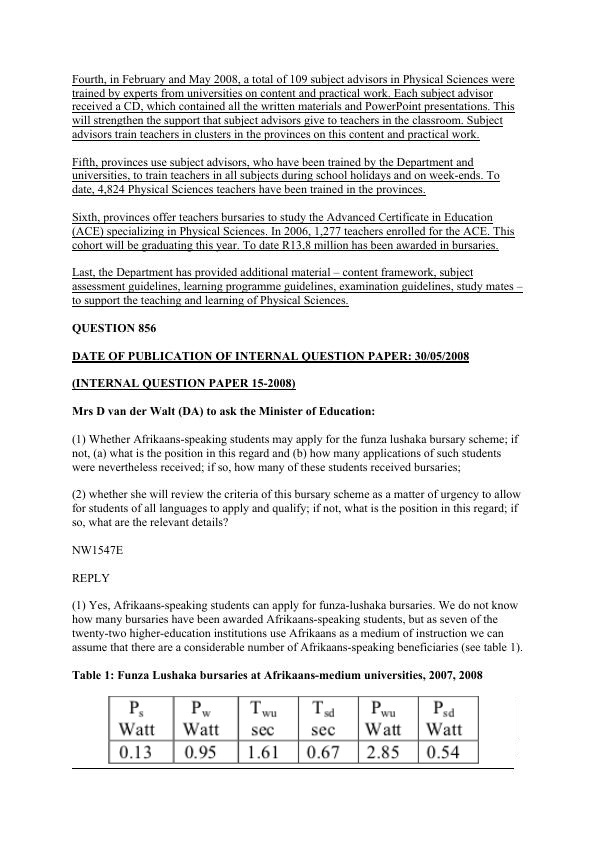 Fourth, in February and May 2008, a total of 109 subject advisors in Physical Sciences were
trained by experts from universities on content and practical work. Each subject advisor
received a CD, which contained all the written materials and PowerPoint presentations. This
will strengthen the support that subject advisors give to teachers in the classroom. Subject
advisors train teachers in clusters in the provinces on this content and practical work.
Fifth, provinces use subject advisors, who have been trained by the Department and
universities, to train teachers in all subjects during school holidays and on week-ends. To
date, 4,824 Physical Sciences teachers have been trained in the provinces.
Sixth, provinces offer teachers bursaries to study the Advanced Certificate in Education
(ACE) specializing in Physical Sciences. In 2006, 1,277 teachers enrolled for the ACE. This
cohort will be graduating this year. To date R13,8 million has been awarded in bursaries.
Last, the Department has provided additional material – content framework, subject
assessment guidelines, learning programme guidelines, examination guidelines, study mates –
to support the teaching and learning of Physical Sciences.
QUESTION 856
DATE OF PUBLICATION OF INTERNAL QUESTION PAPER: 30/05/2008
(INTERNAL QUESTION PAPER 15-2008)
Mrs D van der Walt (DA) to ask the Minister of Education:
(1) Whether Afrikaans-speaking students may apply for the funza lushaka bursary scheme; if
not, (a) what is the position in this regard and (b) how many applications of such students
were nevertheless received; if so, how many of these students received bursaries;
(2) whether she will review the criteria of this bursary scheme as a matter of urgency to allow
for students of all languages to apply and qualify; if not, what is the position in this regard; if
so, what are the relevant details?
NW1547E
REPLY
(1) Yes, Afrikaans-speaking students can apply for funza-lushaka bursaries. We do not know
how many bursaries have been awarded Afrikaans-speaking students, but as seven of the
twenty-two higher-education institutions use Afrikaans as a medium of instruction we can
assume that there are a considerable number of Afrikaans-speaking beneficiaries (see table 1).
Table 1: Funza Lushaka bursaries at Afrikaans-medium universities, 2007, 2008
Ps Pw Twu Tsd Pwu Psd
Watt Watt sec sec Watt Watt
0.13 0.95 1.61 0.67 2.85 0.54